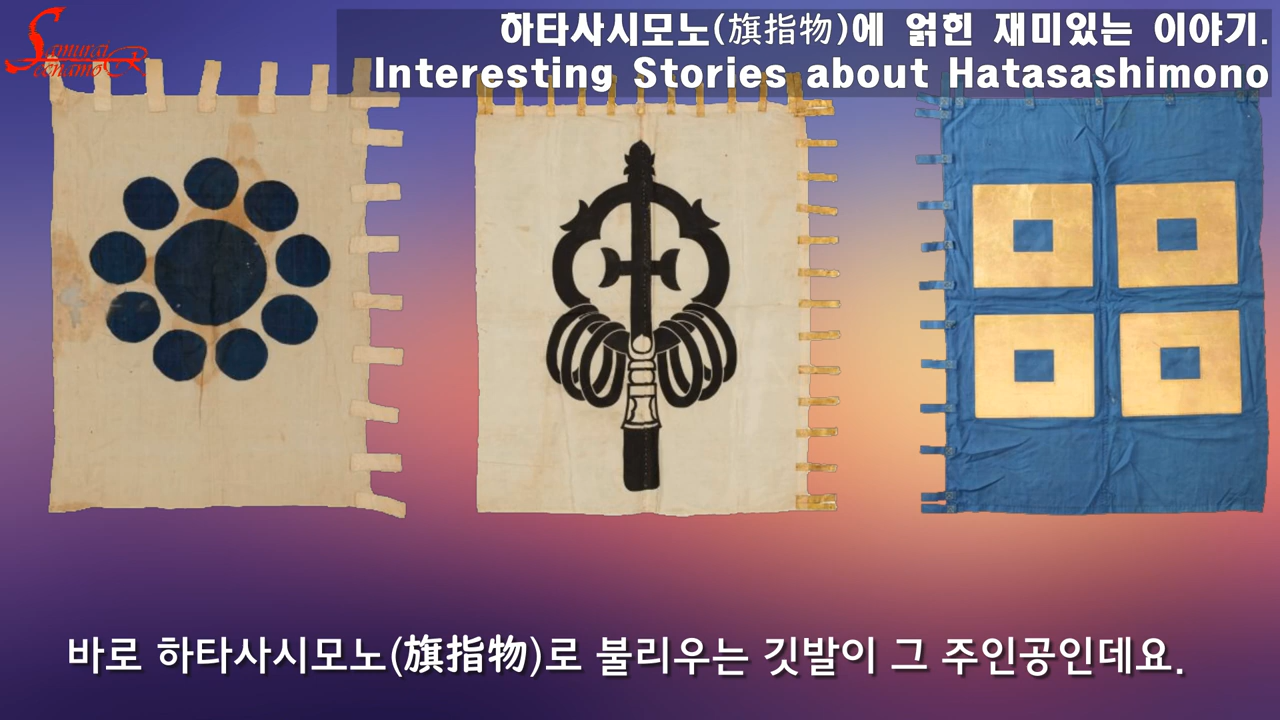 하타사시모노(旗指物)에 얽힌 재미있는 이야기.
Interesting Stories about Hatasashimono
바로 하타사시모노(旗指物)로 불리우는 깃발이 그 주인공인데요.